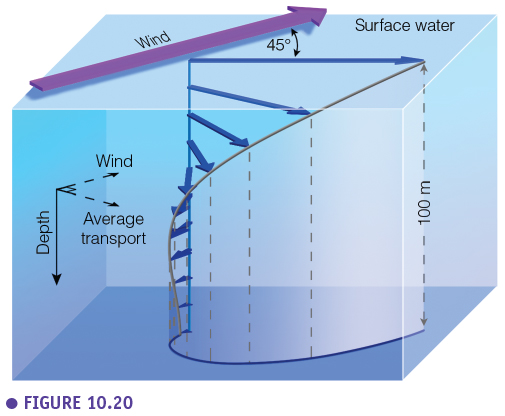 Wind
Surface water
45°
Wind
Average
transport
Depth
100 m
● FIGURE 10.20